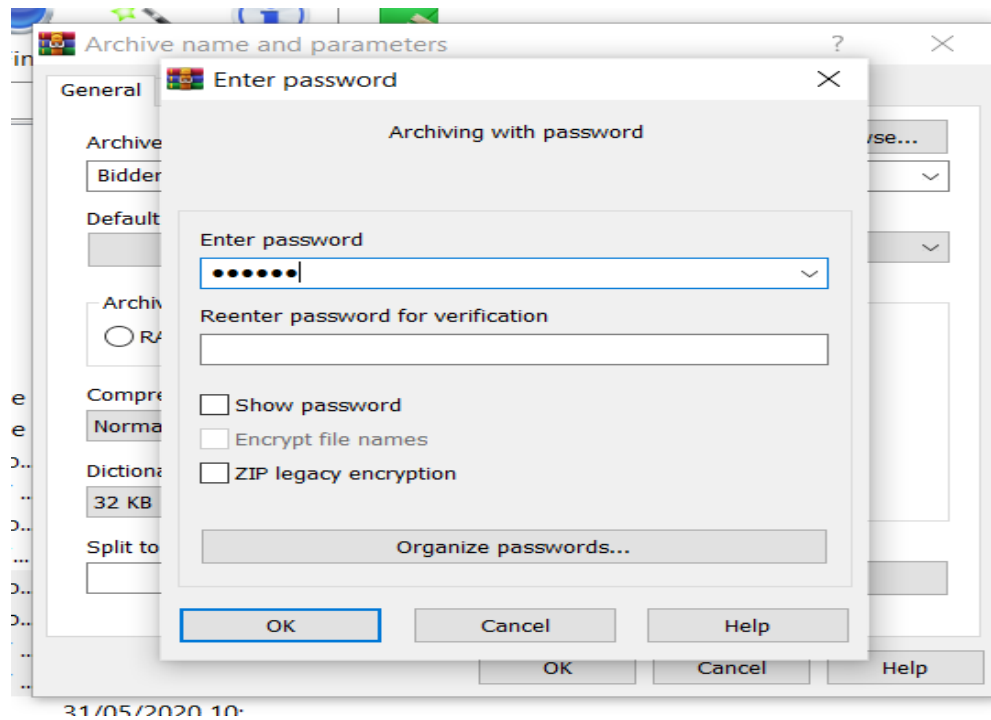 Archive name and parameters
?
General
Enter password
Archiving with password
Archive
Bidder
Default
Enter password
••••••
Reenter password for verification
Show password
Compre
Norma
Encrypt file names
ZIP legacy encryption
Dictiona
32 KB
Organize passwords...
Split to
OK Cancel Help
OK Cancel Help
31/05/2020 10: